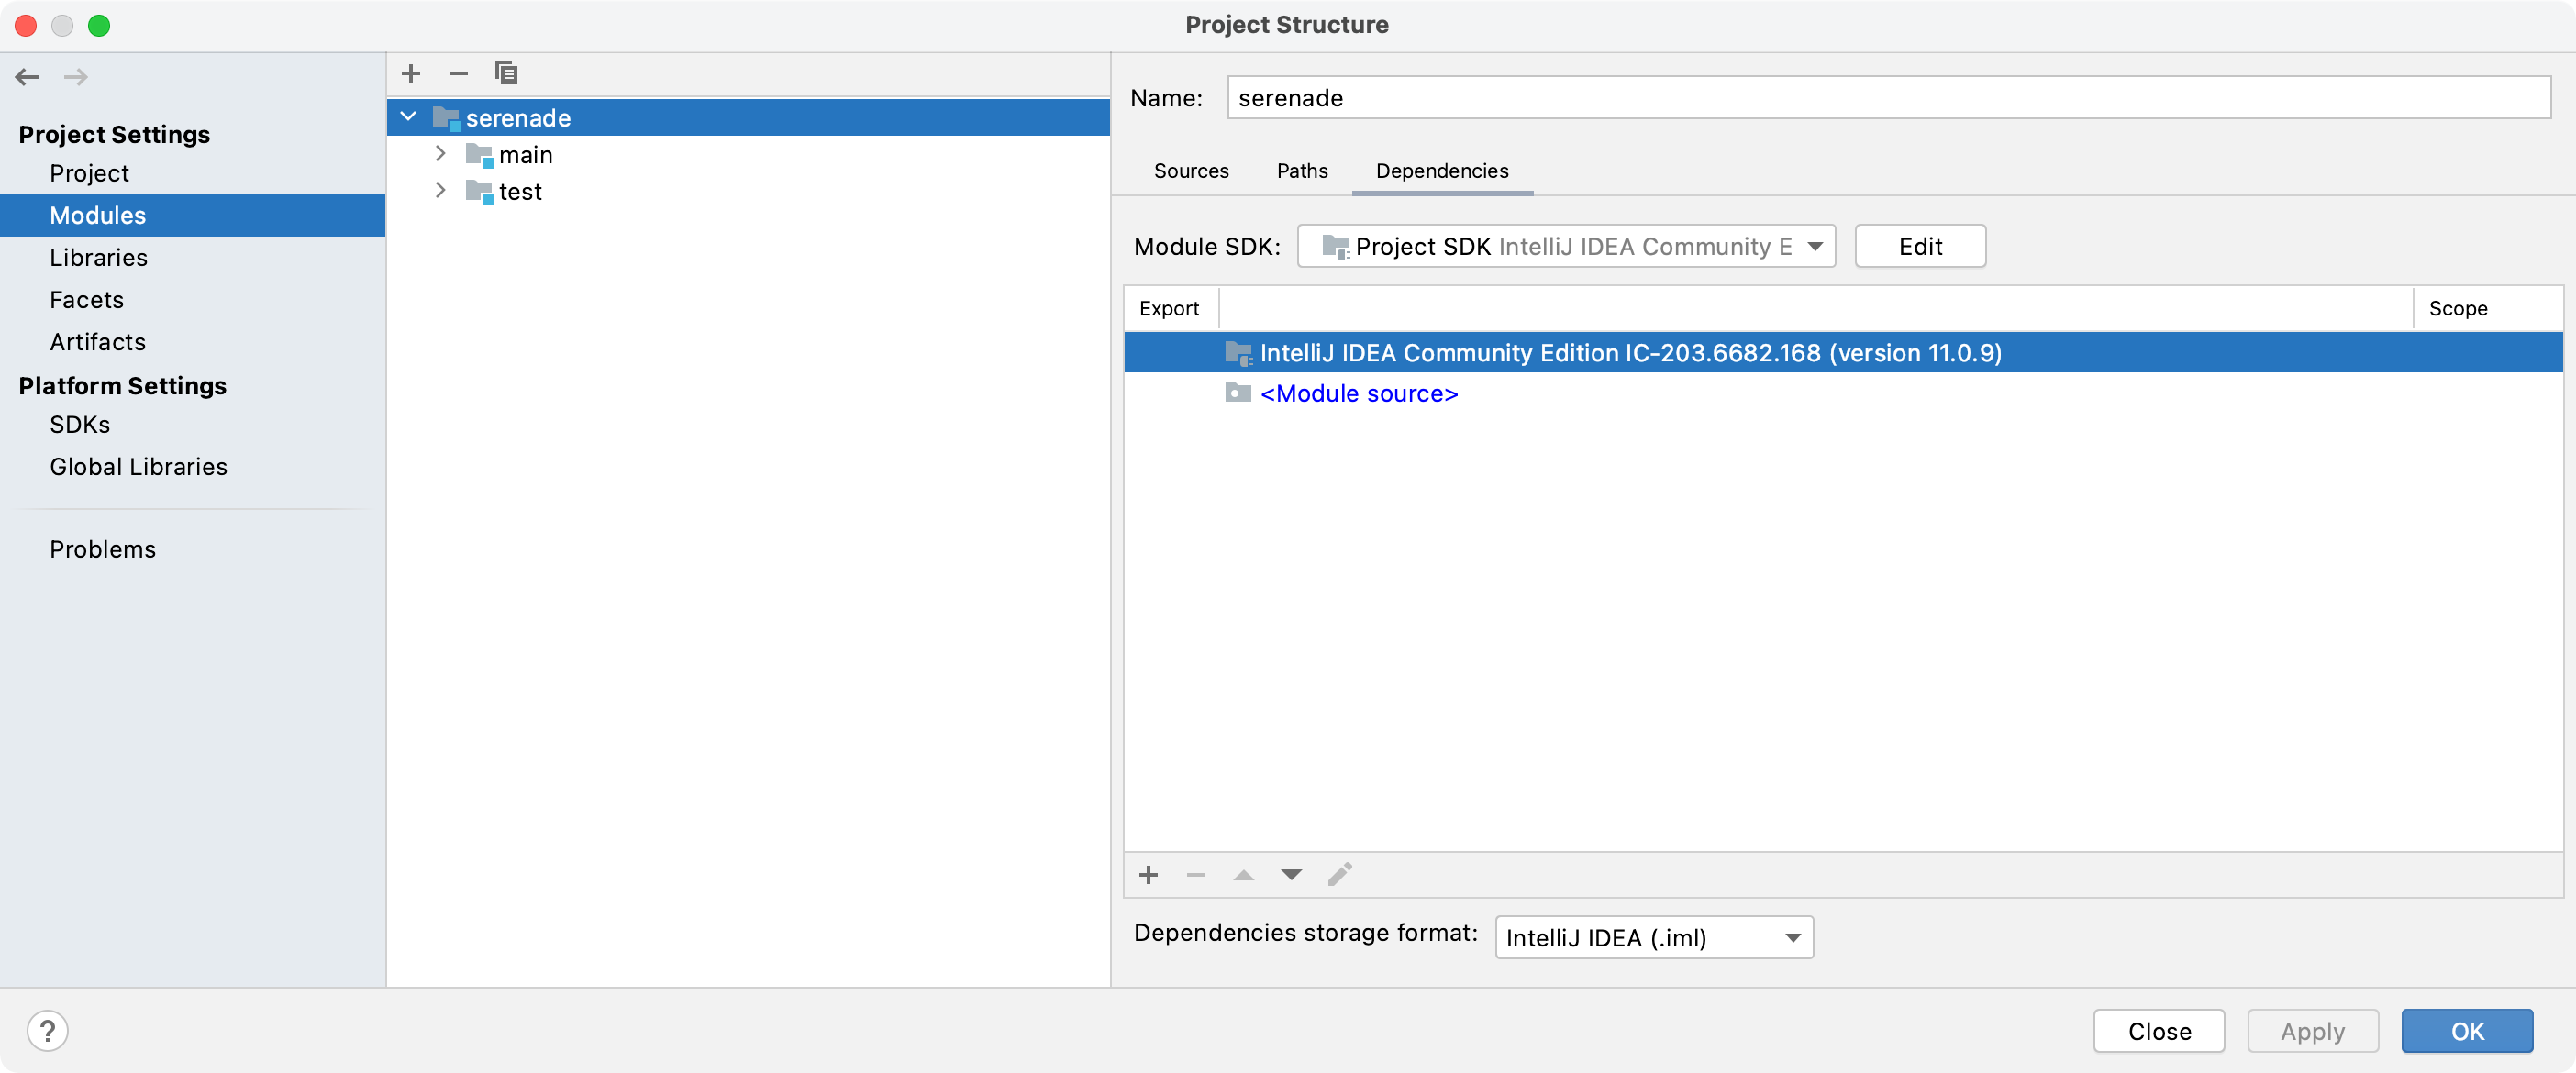 Project Structure
Project Settings
Project
Modules
Libraries
Facets
Artifacts
Platform Settings
SDKs
Global Libraries
Problems
serenade
main
test
Name: serenade
Sources Paths Dependencies
Module SDK: Project SDK IntelliJ IDEA Community E Edit
Export Scope
IntelliJ IDEA Community Edition IC-203.6682.168 (version 11.0.9)
<Module source>
Dependencies storage format: IntelliJ IDEA (.iml)
? Close Apply OK